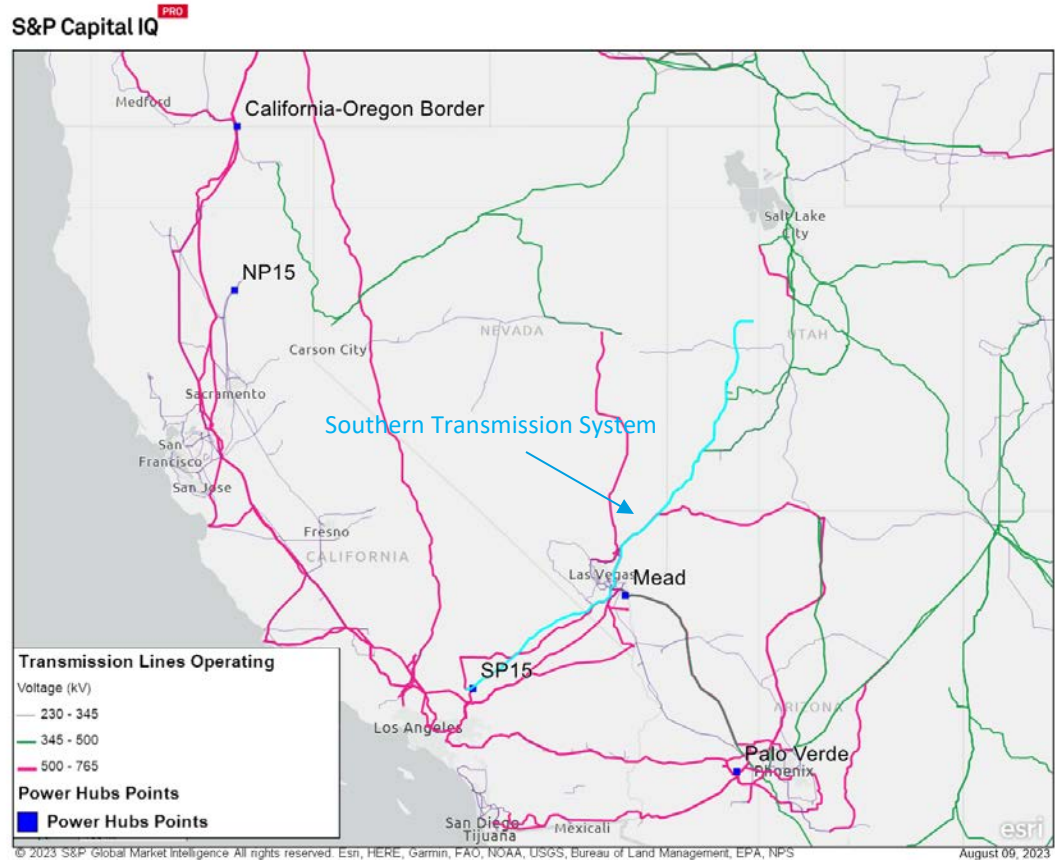 S&P Capital IQ PRO
Medford
California-Oregon Border
Salt Lake
City
NP15
NEVADA
UTAH
Carson City
Sacramento
Southern Transmission System
San
Francisco
San Jose
Fresno
CALIFORNIA
Las Vegas
Mead
SP15
Los Angeles
ARIZONA
Palo Verde
Phoenix
San Diego
Tijuana
Mexicali
Transmission Lines Operating
Voltage (kV)
230 - 345
345 - 500
500 - 765
Power Hubs Points
Power Hubs Points
esri
© 2023 S&P Global Market Intelligence All rights reserved. Esri, HERE, Garmin, FAO, NOAA, USGS, Bureau of Land Management, EPA, NPS
August 09, 2023